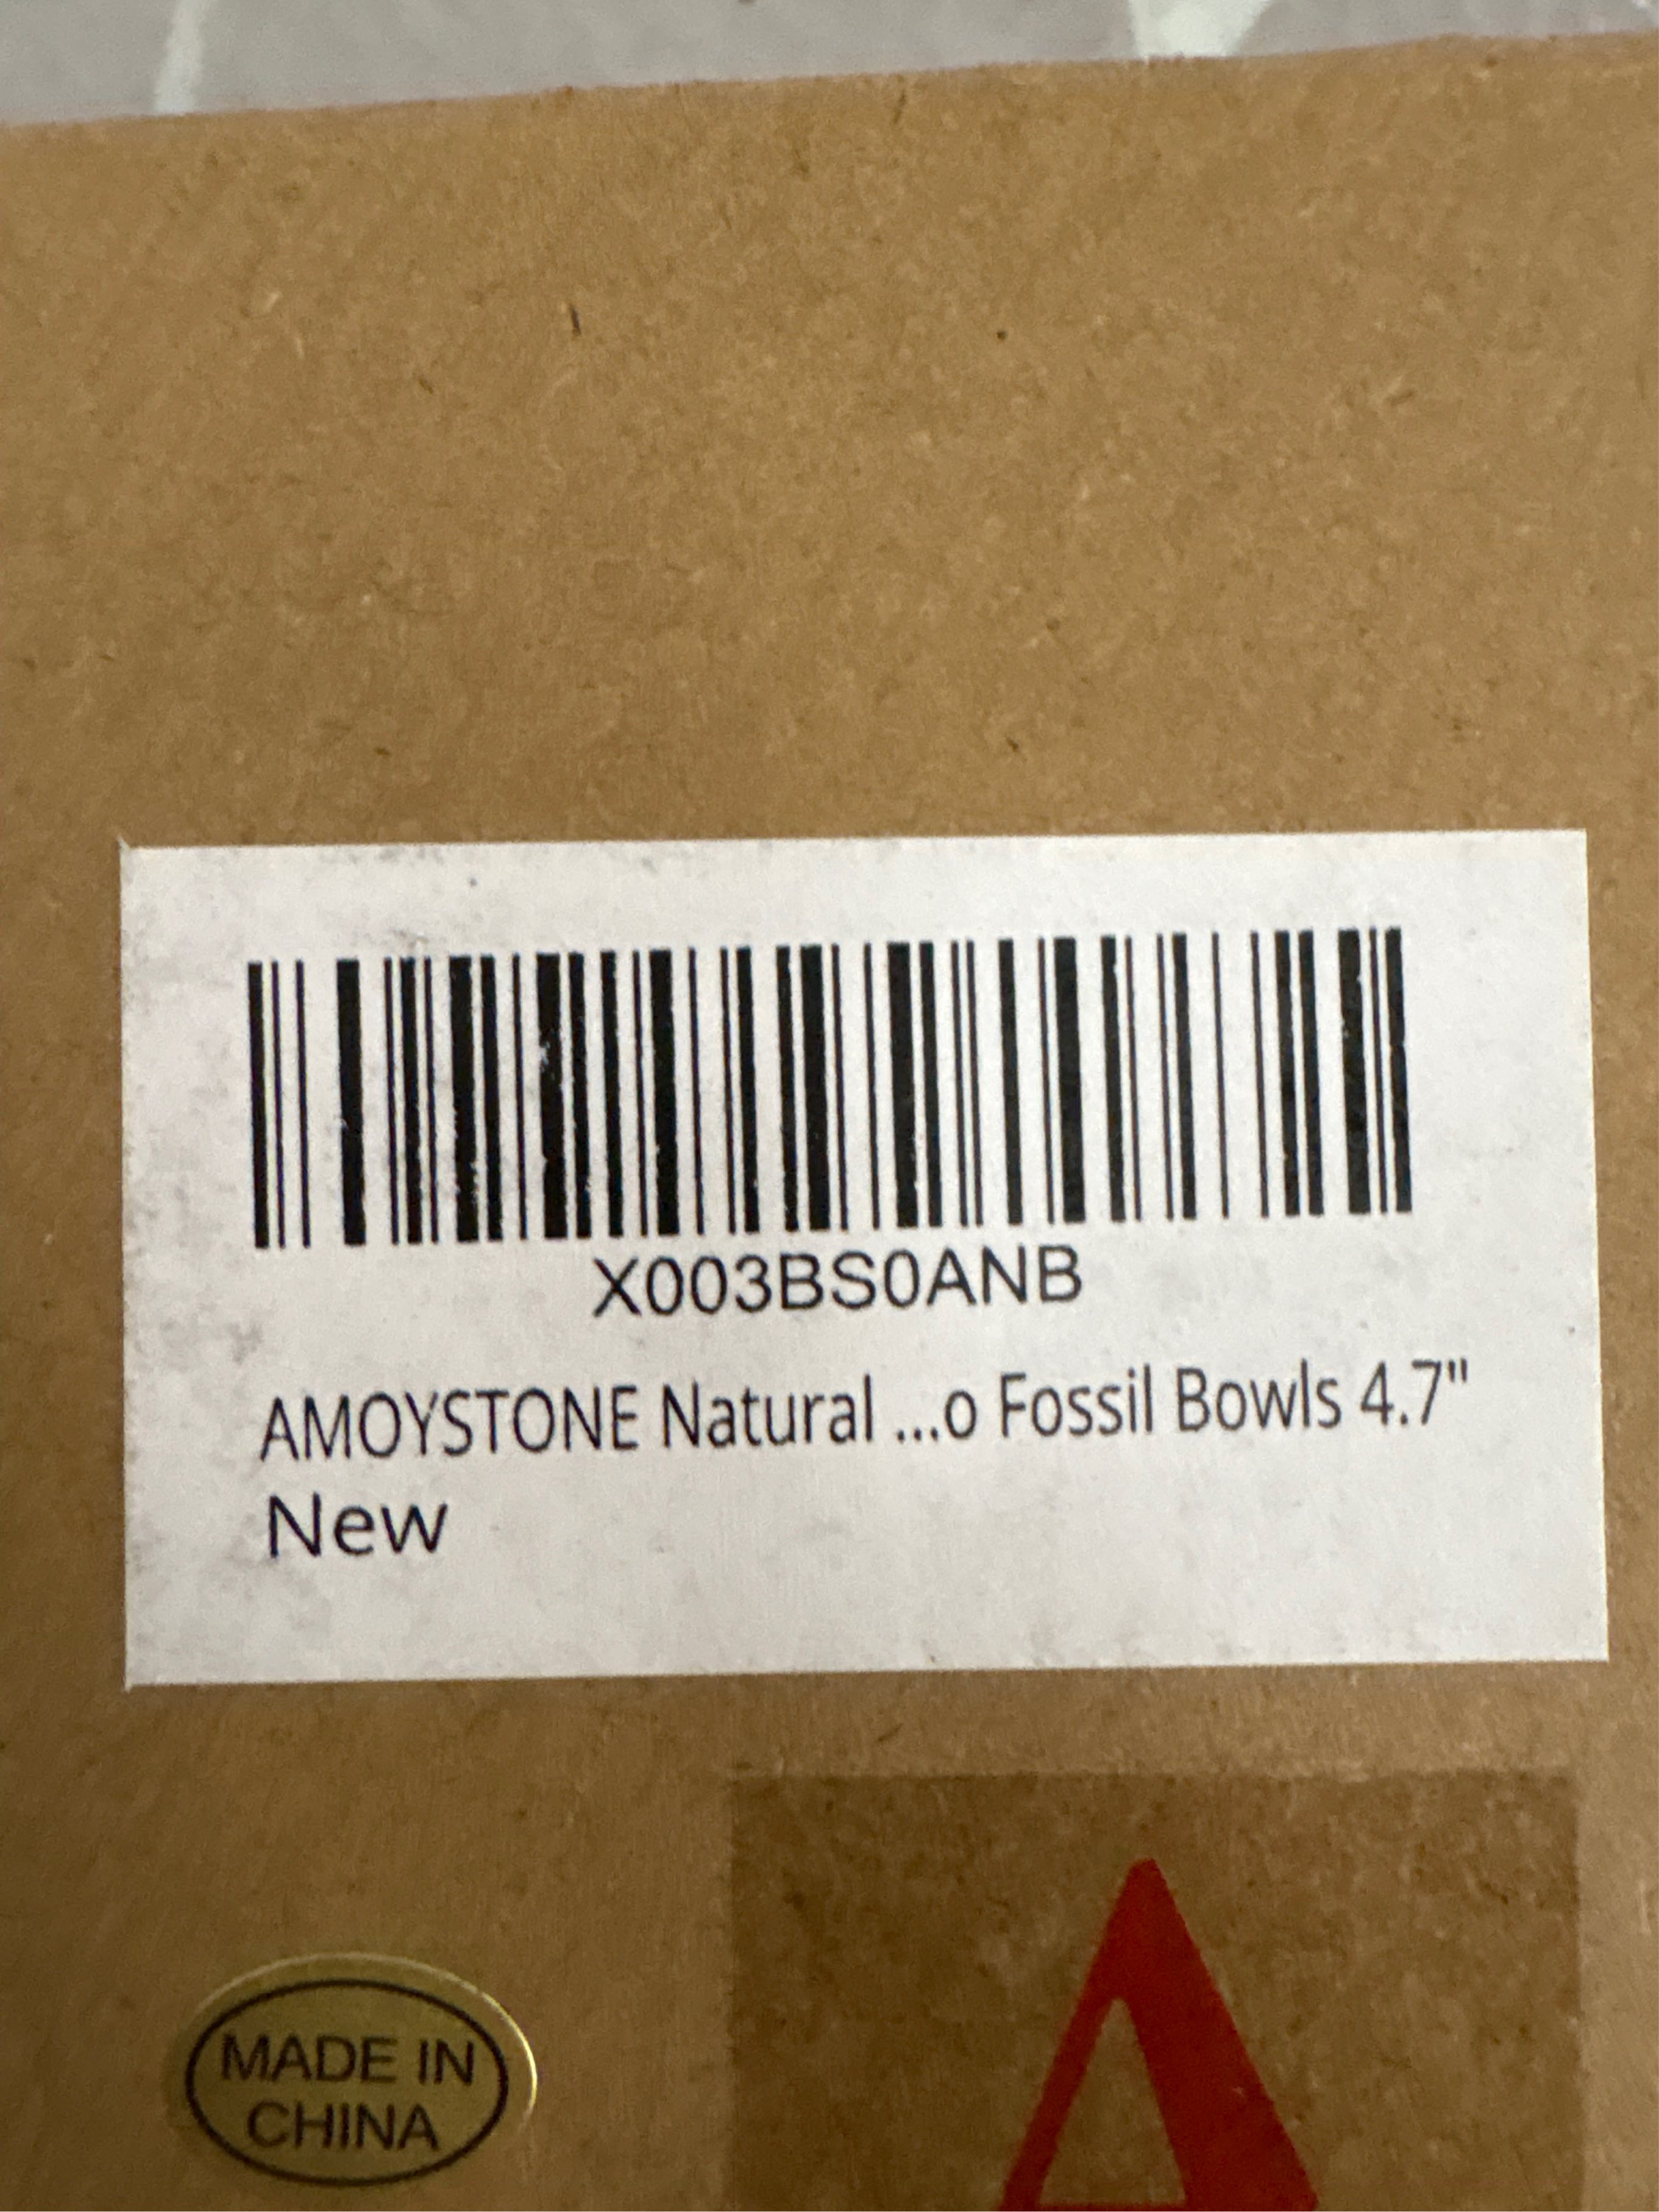 X003BS0ANB
AMOYSTONE Natural ...o Fossil Bowls 4.7"
New
MADE IN
CHINA
A